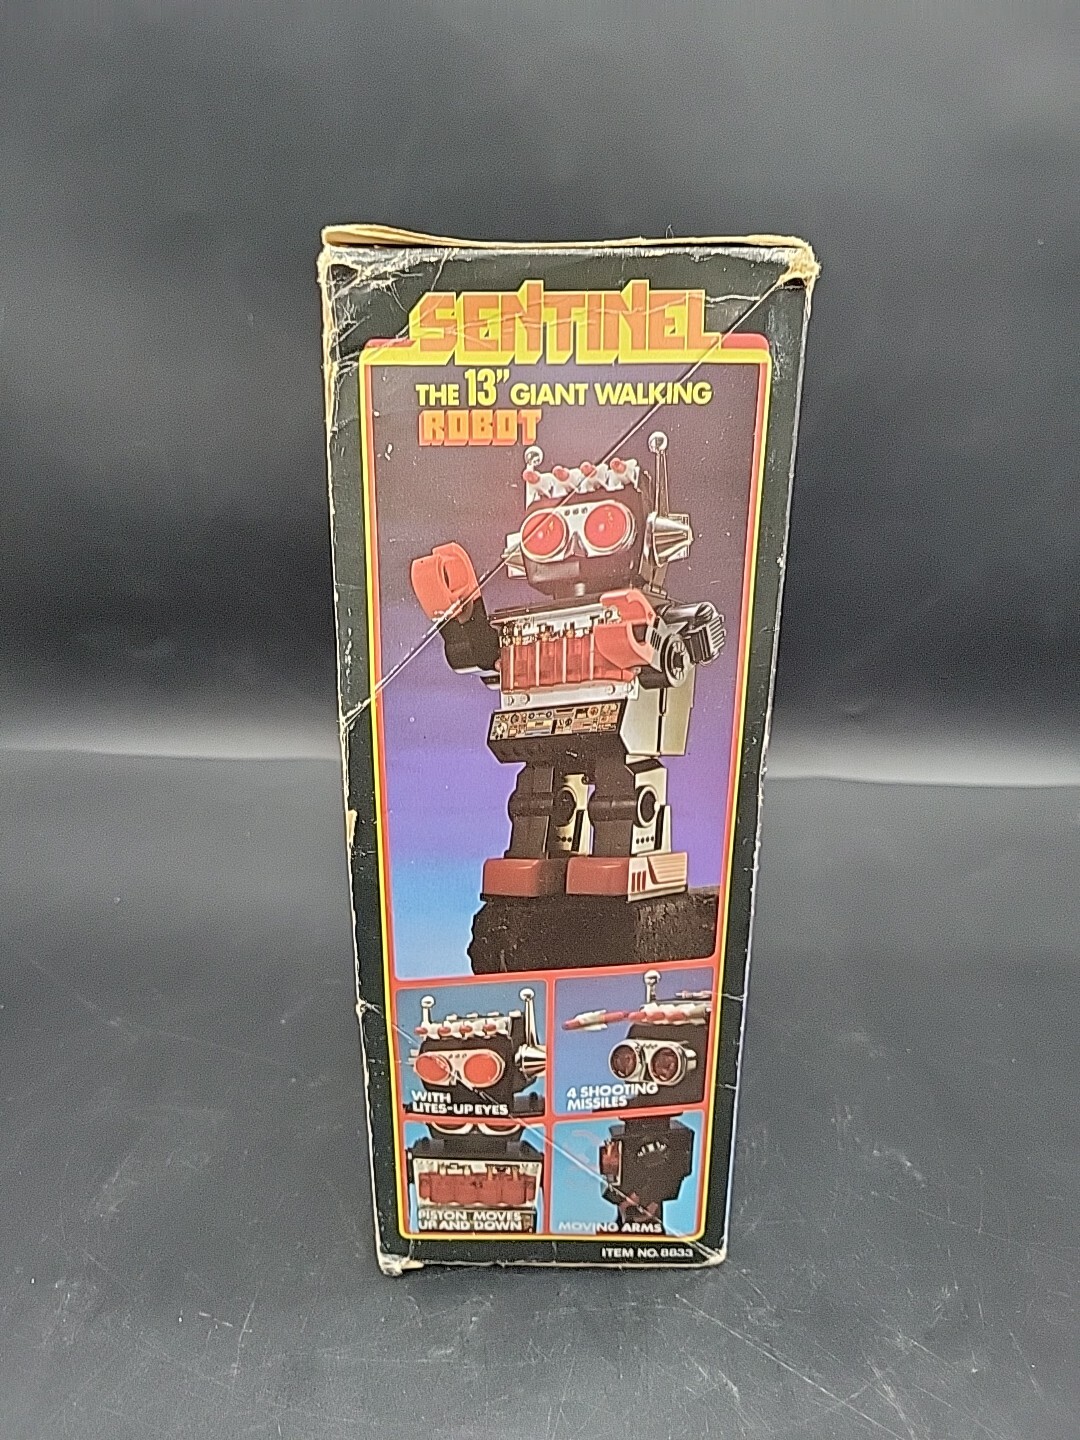 SENTINEL
THE 13" GIANT WALKING
ROBOT
WITH
LITES-UP EYES
4 SHOOTING
MISSILES
PISTON MOVES
UP AND DOWN
MOVING ARMS
ITEM NO. 8833